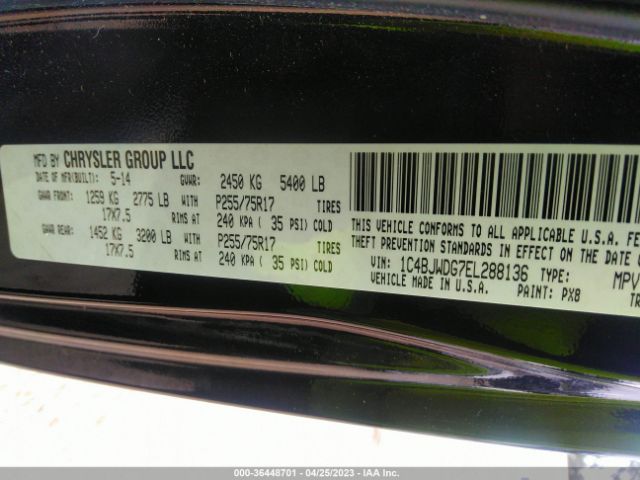 MFD BY CHRYSLER GROUP LLC
DATE OF MFR(BUILT): 5-14 GVWR: 2450 KG 5400 LB
GAWR FRONT: 1259 KG 2775 LB WITH P255/75R17 TIRES
17X7.5 RIMS AT 240 KPA ( 35 PSI) COLD
GAWR REAR: 1452 KG 3200 LB WITH P255/75R17 TIRES
17X7.5 RIMS AT 240 KPA ( 35 PSI) COLD
THIS VEHICLE CONFORMS TO ALL APPLICABLE U.S.A. FE
THEFT PREVENTION STANDARDS IN EFFECT ON THE DATE O
VIN: 1C4BJWDG7EL288136 TYPE: MPV
VEHICLE MADE IN U.S.A. PAINT: PX8
000-36448701 - 04/25/2023 - IAA Inc.